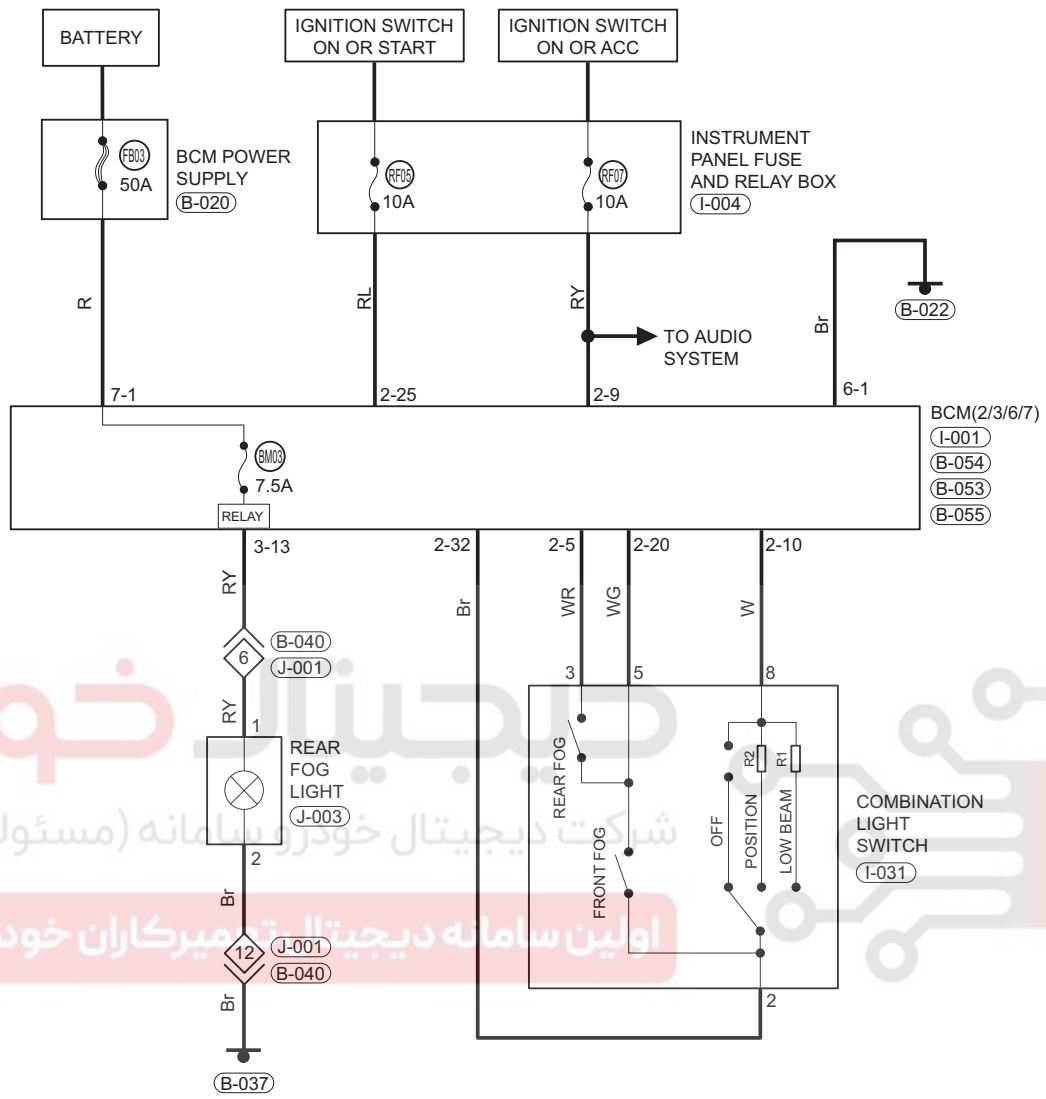 BATTERY
IGNITION SWITCH
ON OR START
IGNITION SWITCH
ON OR ACC
FB03
50A
BCM POWER
SUPPLY
B-020
RF05
10A
RF07
10A
INSTRUMENT
PANEL FUSE
AND RELAY BOX
I-004
R
RL
RY
TO AUDIO
SYSTEM
Br
B-022
7-1
2-25
2-9
6-1
BCM(2/3/6/7)
I-001
B-054
B-053
B-055
BM03
7.5A
RELAY
3-13
2-32
2-5
2-20
2-10
RY
Br
WR
WG
W
6
B-040
J-001
RY
1
REAR
FOG
LIGHT
J-003
2
Br
12
J-001
B-040
Br
B-037
3
5
8
REAR FOG
FRONT FOG
OFF
R2
POSITION
R1
LOW BEAM
2
COMBINATION
LIGHT
SWITCH
I-031
دیجیتال خو
شرکت دیجیتال خودرو سامانه (مسئول
اولین سامانه دیجیتال تعمیرکاران خود